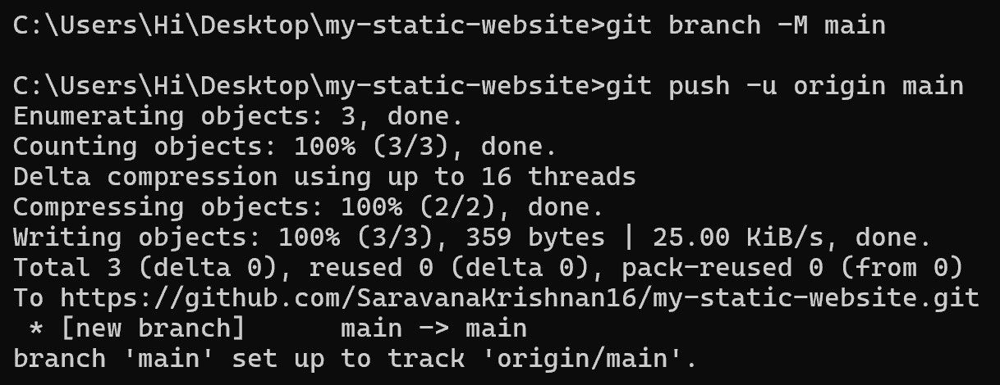 C:\Users\Hi\Desktop\my-static-website>git branch -M main
C:\Users\Hi\Desktop\my-static-website>git push -u origin main
Enumerating objects: 3, done.
Counting objects: 100% (3/3), done.
Delta compression using up to 16 threads
Compressing objects: 100% (2/2), done.
Writing objects: 100% (3/3), 359 bytes | 25.00 KiB/s, done.
Total 3 (delta 0), reused 0 (delta 0), pack-reused 0 (from 0)
To https://github.com/SaravanaKrishnan16/my-static-website.git
 * [new branch]      main -> main
branch 'main' set up to track 'origin/main'.